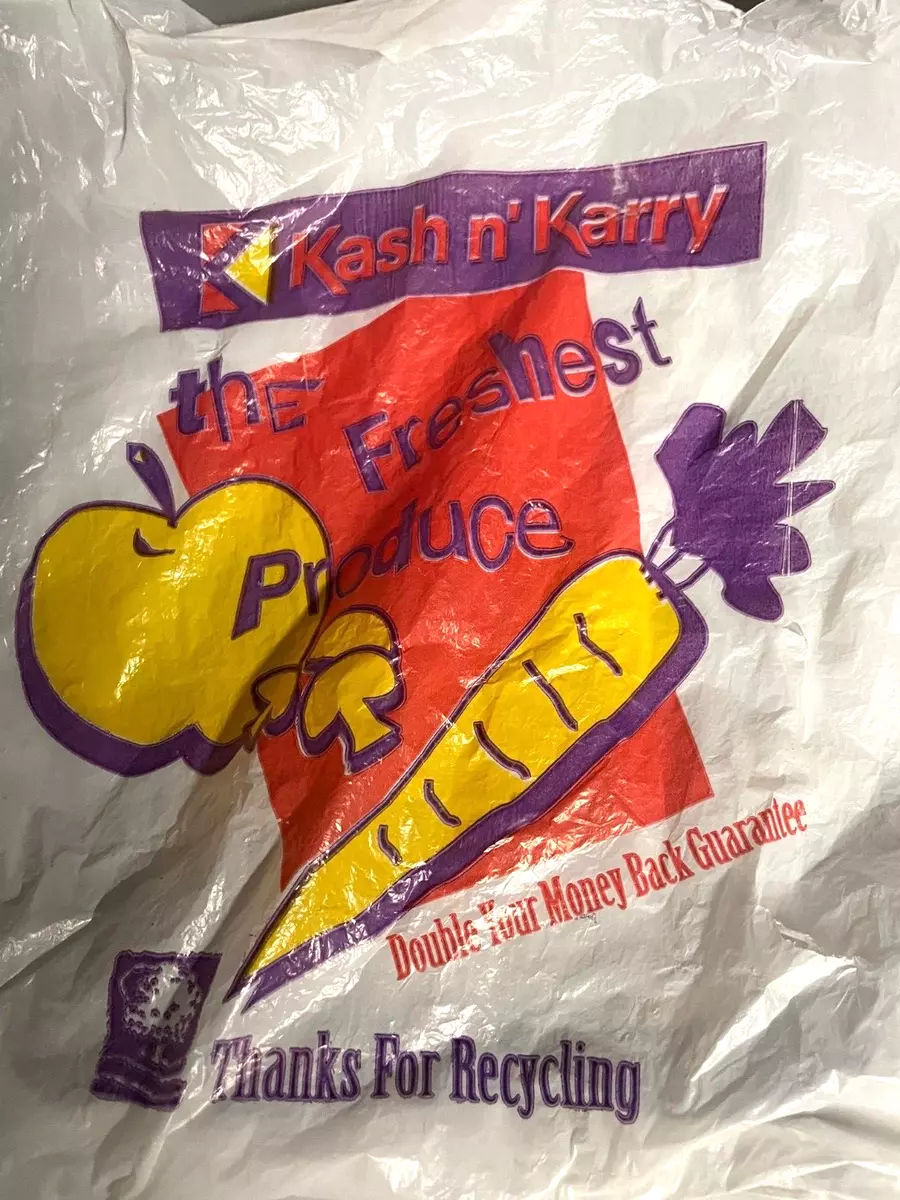 Kash n' Karry
thE Freshest
Produce
Double Your Money Back Guarantee
Thanks For Recycling